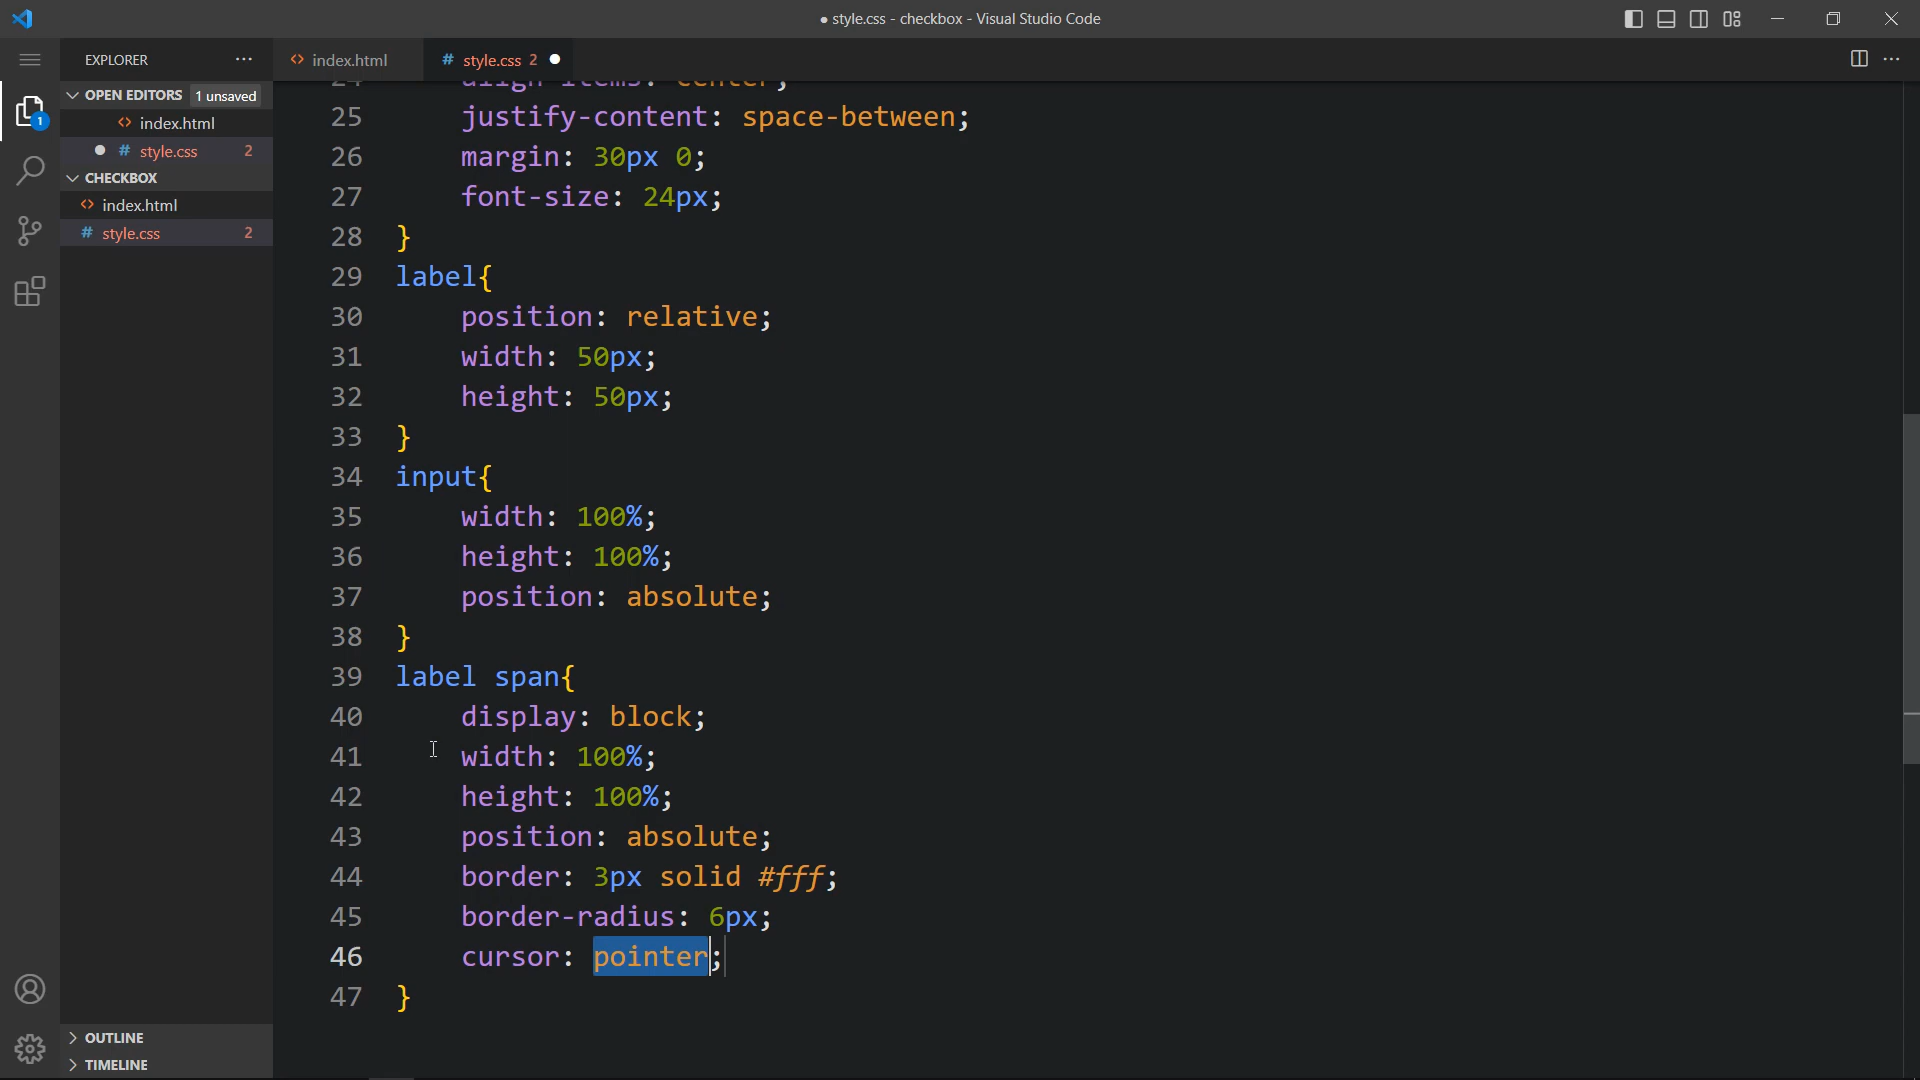 style.css - checkbox - Visual Studio Code
EXPLORER
index.html
# style.css 2
OPEN EDITORS 1 unsaved
index.html
# style.css 2
CHECKBOX
index.html
# style.css 2
1
24 align-items: center;
25 justify-content: space-between;
26 margin: 30px 0;
27 font-size: 24px;
28 }
29 label{
30 position: relative;
31 width: 50px;
32 height: 50px;
33 }
34 input{
35 width: 100%;
36 height: 100%;
37 position: absolute;
38 }
39 label span{
40 display: block;
41 width: 100%;
42 height: 100%;
43 position: absolute;
44 border: 3px solid #fff;
45 border-radius: 6px;
46 cursor: pointer;
47 }
OUTLINE
TIMELINE